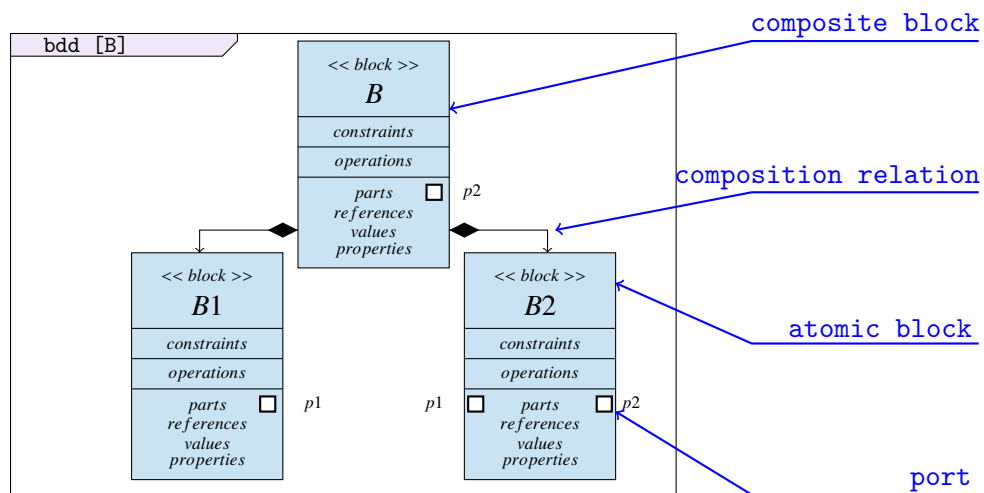 composite block
bdd [B]
<< block >>
B
constraints
operations
composition relation
parts
p2
references
values
properties
<< block >>
B1
constraints
operations
parts
p1
references
values
properties
<< block >>
B2
atomic block
constraints
operations
p1
parts
p2
references
values
properties
port